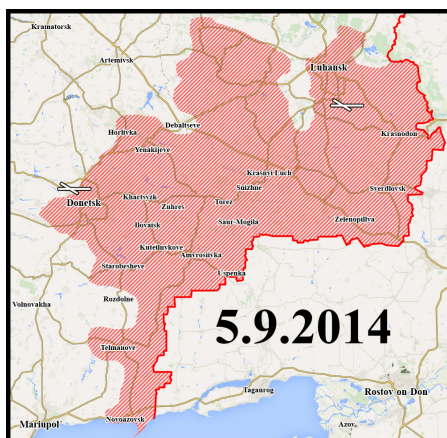 Kramatorsk
Artemivsk
Luhansk
Debaltseve
Horlivka
Krasnodon
Yenakijeve
Krasnyi Luch
Snizhne
Sverdlovsk
Khartsyzk
Torez
Donetsk
Zuhres
Saur-Mogila
Zelenopillya
Ilovaisk
Kutelnykove
Amvrosiivka
Starobesheve
Uspenka
Volnovakha
Rozdolne
5.9.2014
Telmanove
Taganrog
Rostov-on-Don
Novoazovsk
Mariupol
Azov